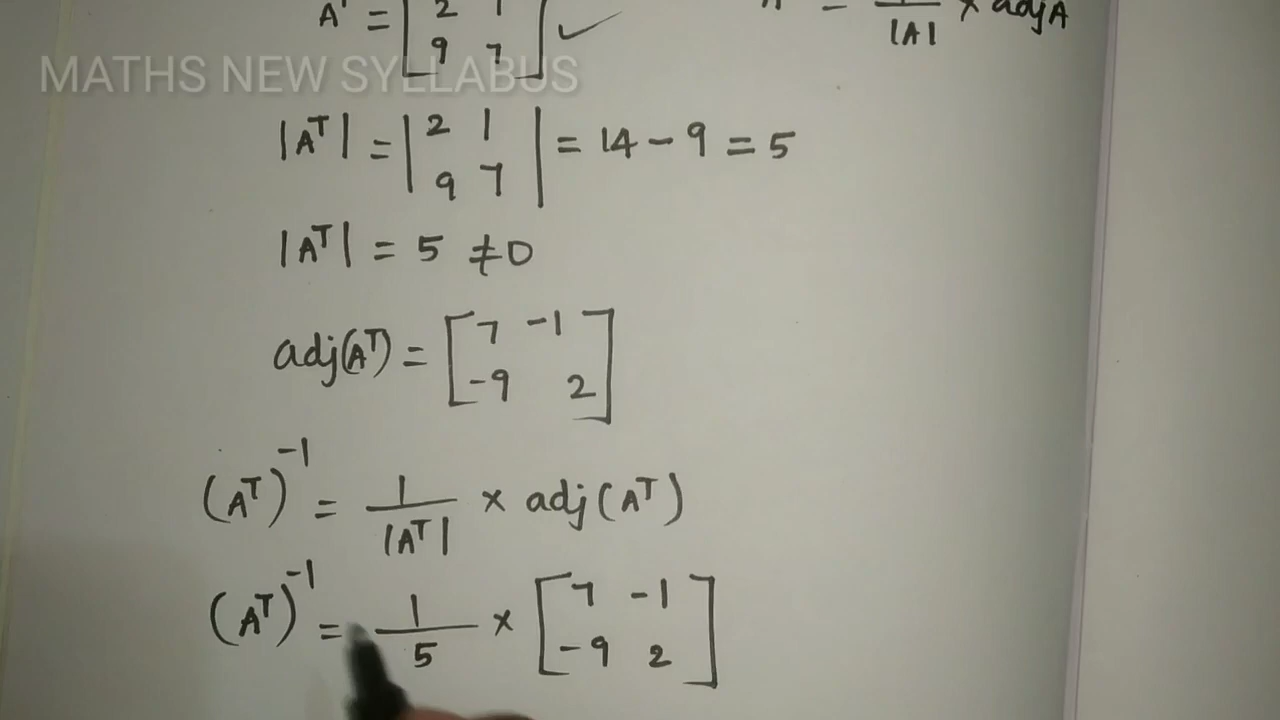 Aᵀ = [2 1
9 7] ✓
A⁻ = 1/|A| × adjA
MATHS NEW SYLLABUS
|Aᵀ| = |2 1
9 7| = 14 - 9 = 5
|Aᵀ| = 5 ≠ 0
adj(Aᵀ) = [7 -1
-9 2]
(Aᵀ)⁻¹ = 1/|Aᵀ| × adj(Aᵀ)
(Aᵀ)⁻¹ = 1/5 × [7 -1
-9 2]